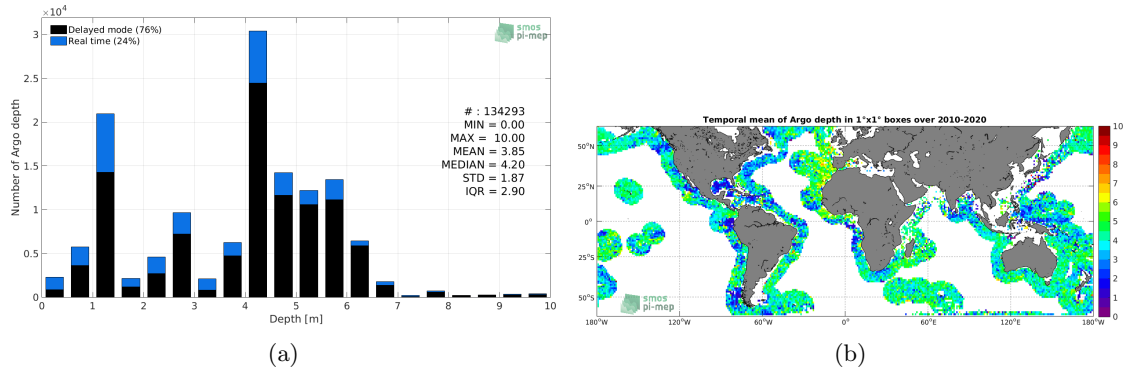 ×10⁴
Delayed mode (76%)
Real time (24%)
smos
pi-mep
3
2.5
2
1.5
1
0.5
0
Number of Argo depth
# : 134293
MIN = 0.00
MAX = 10.00
MEAN = 3.85
MEDIAN = 4.20
STD = 1.87
IQR = 2.90
0 1 2 3 4 5 6 7 8 9 10
Depth [m]
(a)
Temporal mean of Argo depth in 1°x1° boxes over 2010-2020
50°N
25°N
0°
25°S
50°S
smos
pi-mep
180°W 120°W 60°W 0° 60°E 120°E 180°W
10
9
8
7
6
5
4
3
2
1
0
(b)